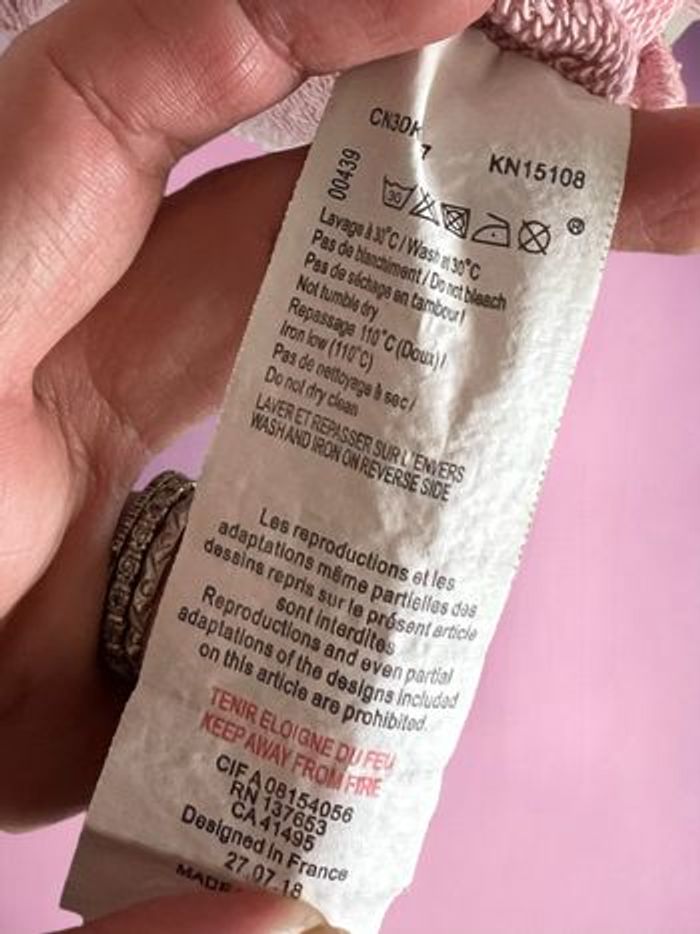 KN15108
00439
30
®
Lavage à 30°C / Wash at 30°C
Pas de blanchiment / Do not bleach
Pas de séchage en tambour /
Not tumble dry
Repassage 110°C (Doux) /
Iron low (110°C)
Pas de nettoyage à sec /
Do not dry clean
LAVER ET REPASSER SUR L'ENVERS
WASH AND IRON ON REVERSE SIDE
Les reproductions et les
adaptations même partielles des
dessins repris sur le présent article
sont interdites
Reproductions and even partial
adaptations of the designs included
on this article are prohibited.
TENIR ELOIGNE DU FEU
KEEP AWAY FROM FIRE
CIF A 08154056
RN 137653
CA 41495
Designed in France
27.07.18
MADE